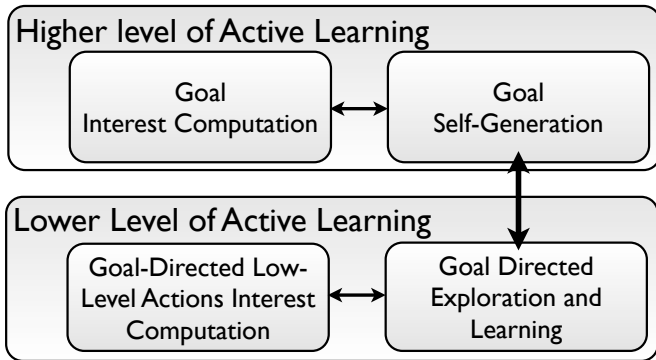 Higher level of Active Learning
Goal
Interest Computation
Goal
Self-Generation
Lower Level of Active Learning
Goal-Directed Low-
Level Actions Interest
Computation
Goal Directed
Exploration and
Learning